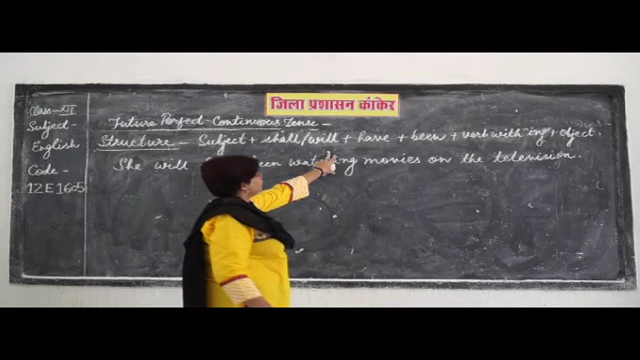 जिला प्रशासन कांकेर
Class - XII
Subject -
English
Code -
12E1605
Future Perfect Continuous Tense -
Structure - Subject + shall/will + have + been + verb with 'ing + object.
She will been watching movies on the television.